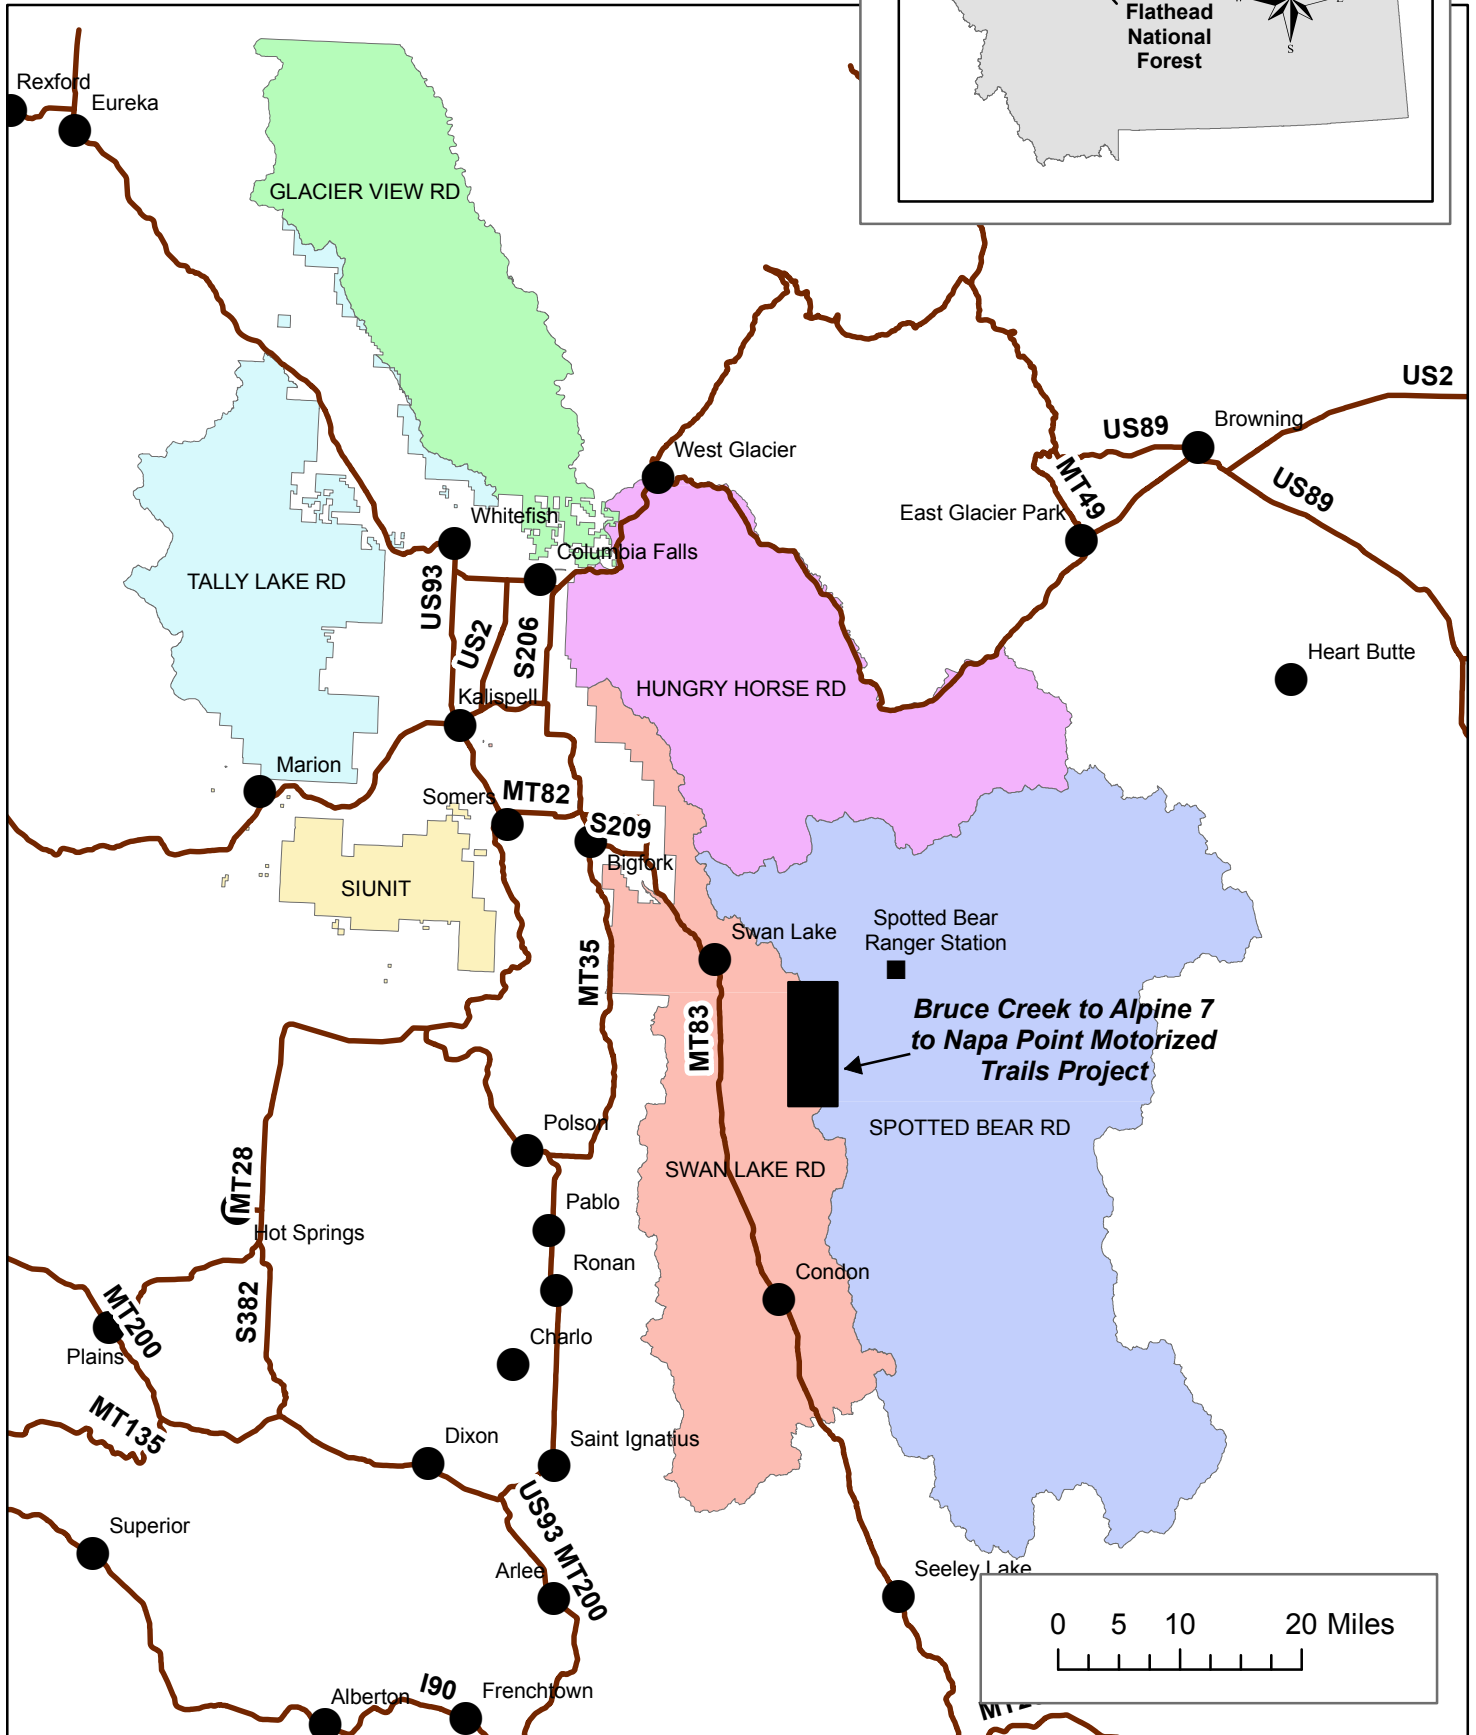 Flathead
National
Forest
S
Rexford
Eureka
GLACIER VIEW RD
US2
Browning
US89
West Glacier
MT49
US89
East Glacier Park
Whitefish
Columbia Falls
TALLY LAKE RD
US93
US2
S206
Heart Butte
HUNGRY HORSE RD
Kalispell
Marion
Somers
MT82
S209
Bigfork
SIUNIT
Spotted Bear
Ranger Station
Swan Lake
MT35
MT83
Bruce Creek to Alpine 7
to Napa Point Motorized
Trails Project
Polson
SPOTTED BEAR RD
SWAN LAKE RD
MT28
Hot Springs
Pablo
Ronan
Condon
S382
MT200
Plains
Charlo
MT135
Dixon
Saint Ignatius
US93 MT200
Superior
Arlee
Seeley Lake
0 5 10 20 Miles
I90
Alberton
Frenchtown